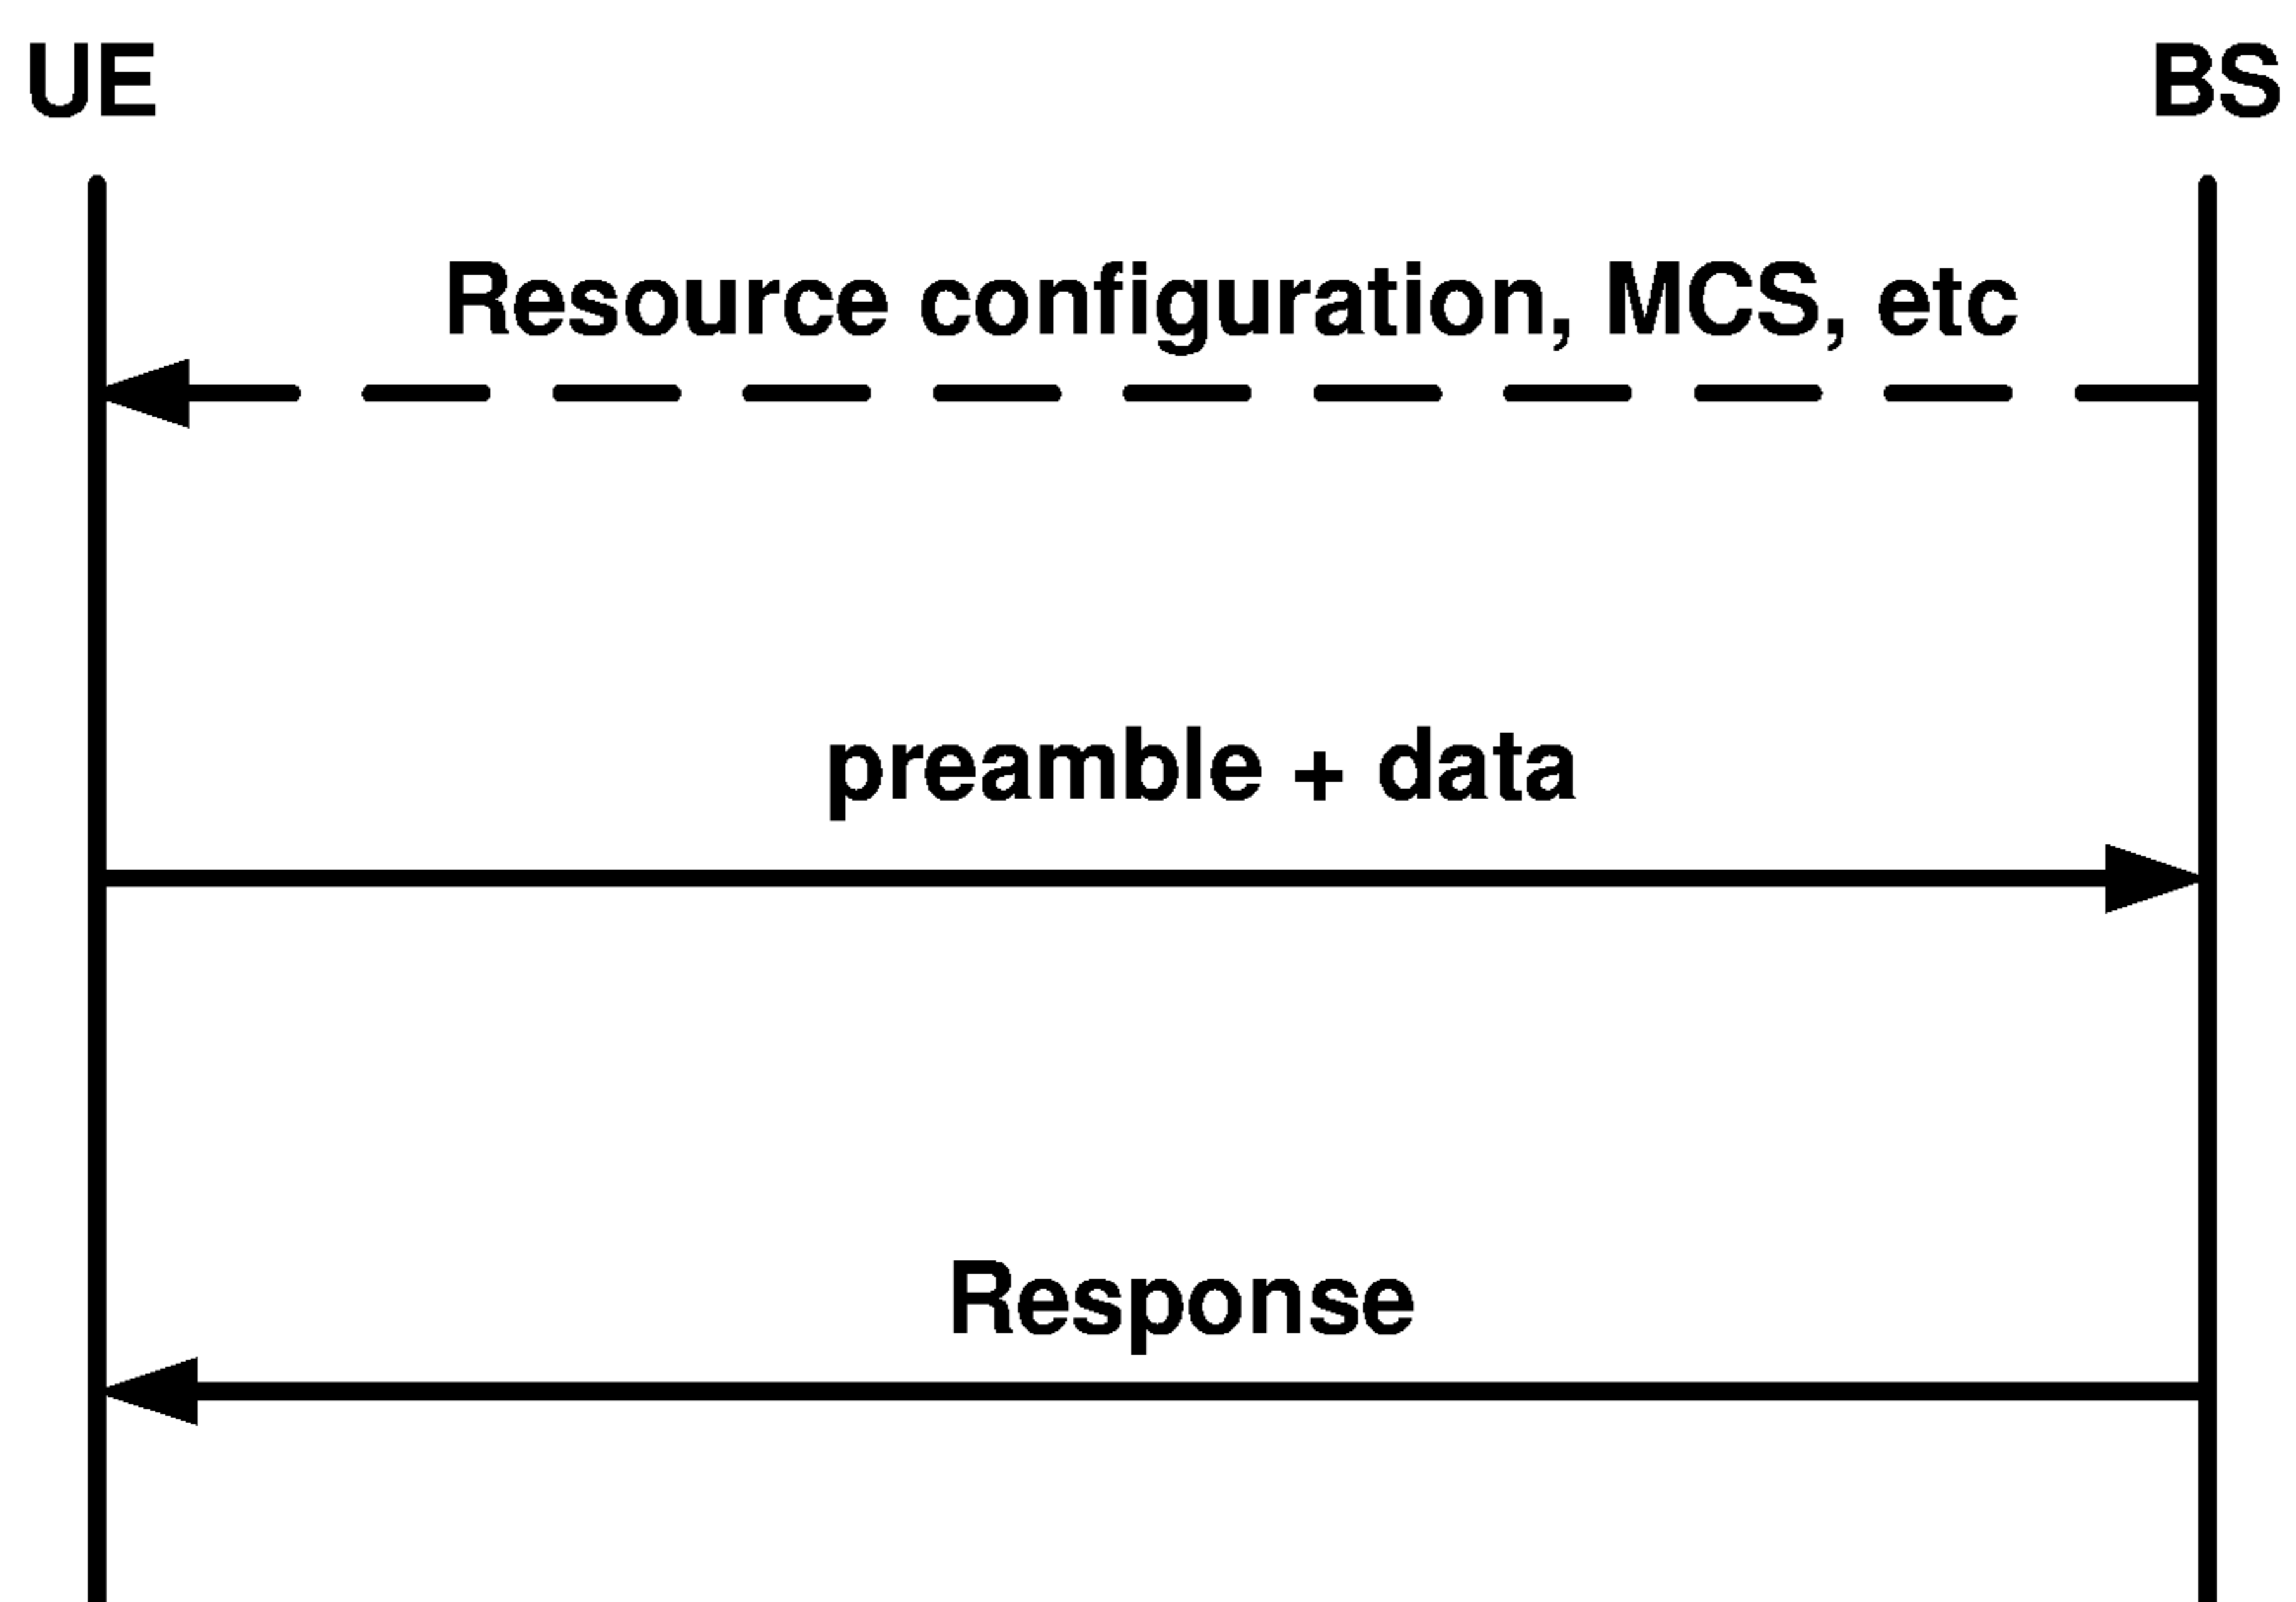 UE BS
Resource configuration, MCS, etc
preamble + data
Response